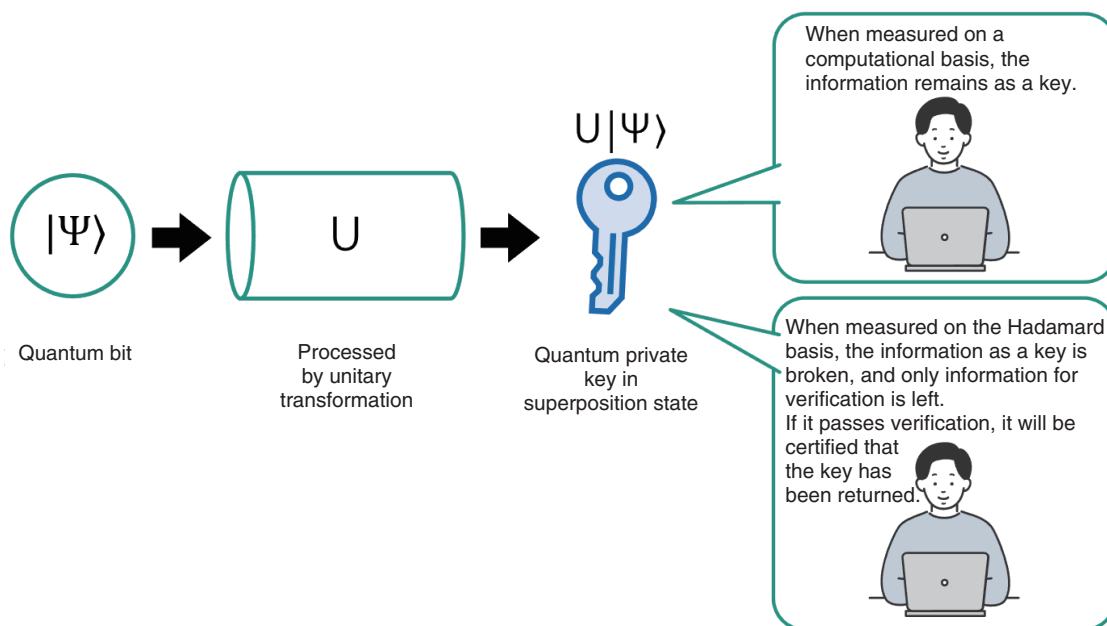 When measured on a
computational basis, the
information remains as a key.
U|Ψ⟩
|Ψ⟩
U
Quantum bit
Processed
by unitary
transformation
Quantum private
key in
superposition state
When measured on the Hadamard
basis, the information as a key is
broken, and only information for
verification is left.
If it passes verification, it will be
certified that
the key has
been returned.